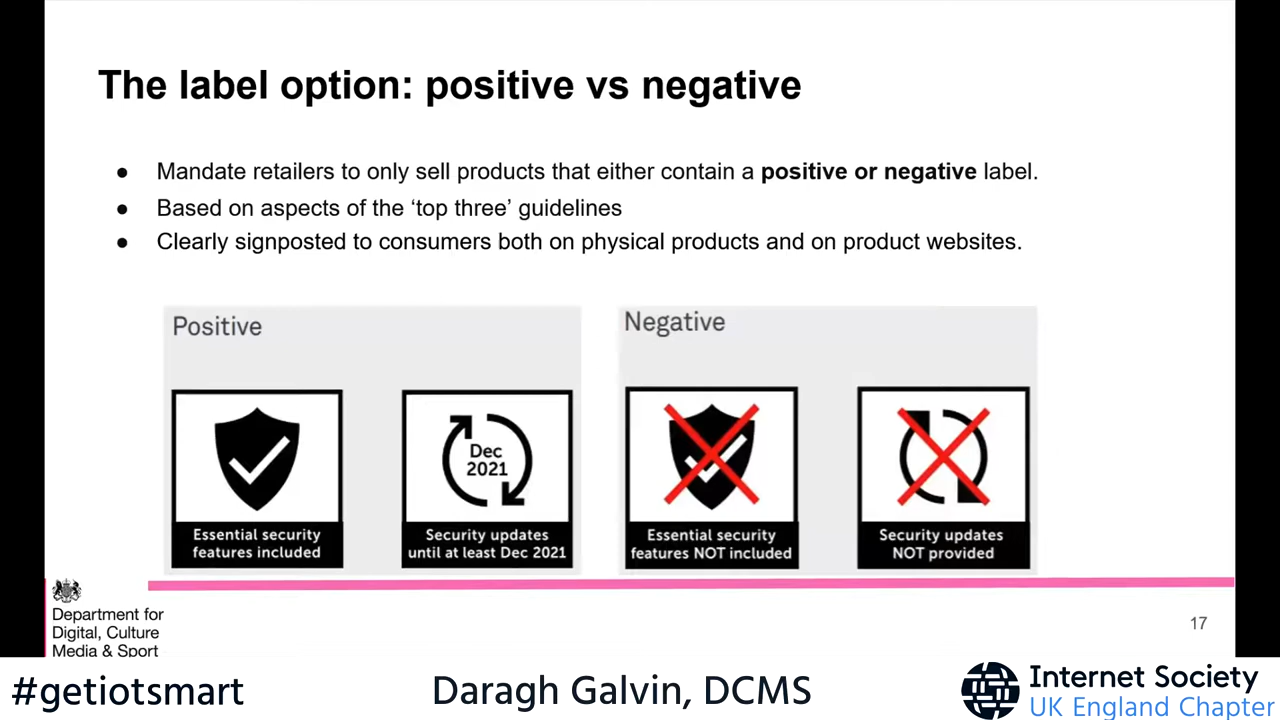 The label option: positive vs negative
● Mandate retailers to only sell products that either contain a positive or negative label.
● Based on aspects of the ‘top three’ guidelines
● Clearly signposted to consumers both on physical products and on product websites.
Positive
Essential security
features included
Dec
2021
Security updates
until at least Dec 2021
Negative
Essential security
features NOT included
Security updates
NOT provided
Department for
Digital, Culture
Media & Sport
17
#getiotsmart
Daragh Galvin, DCMS
Internet Society
UK England Chapter